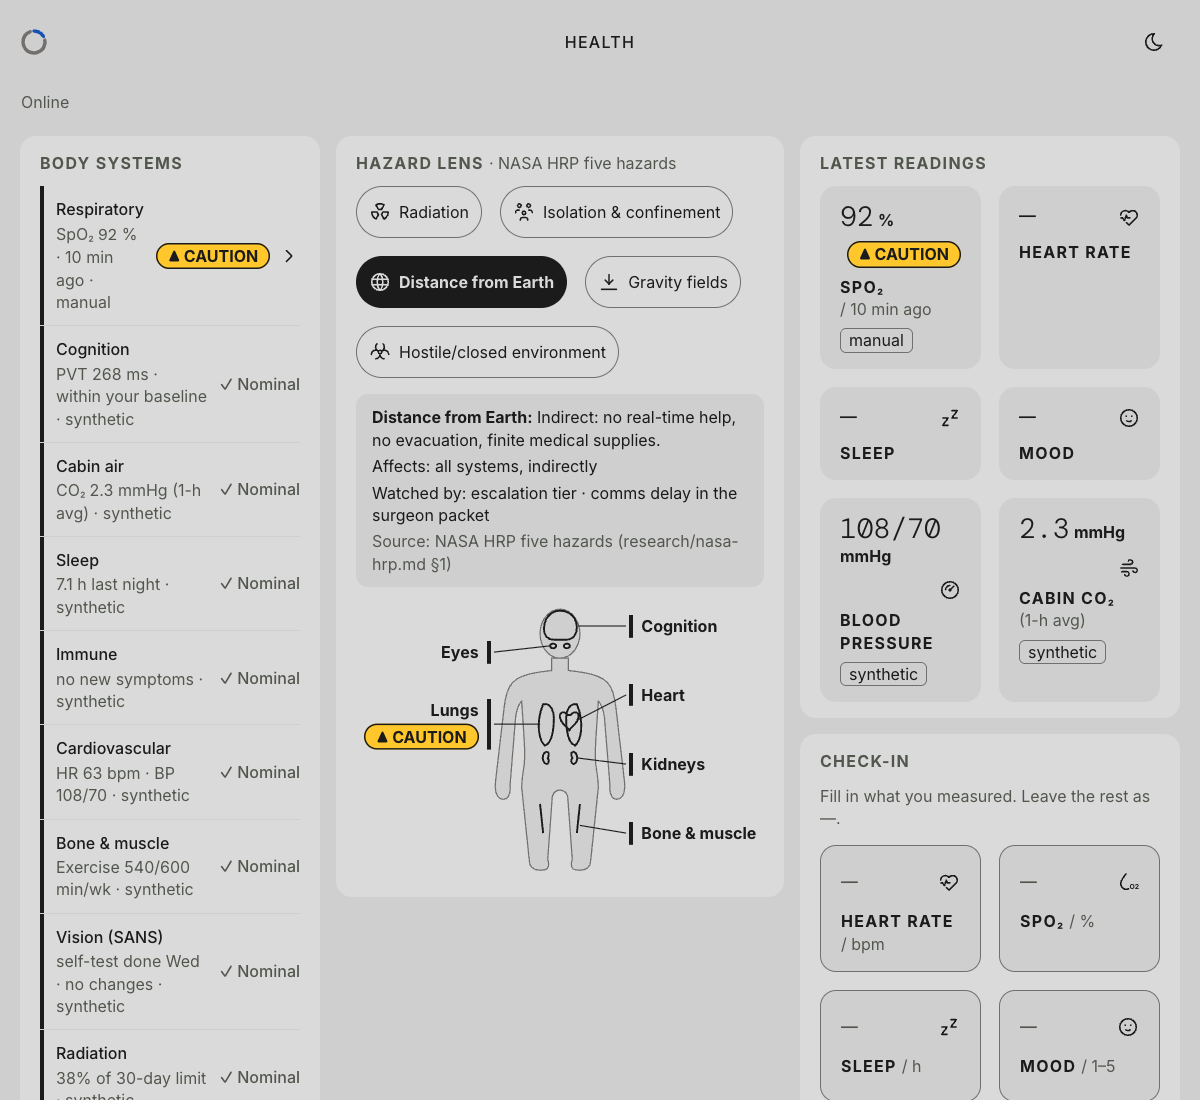 HEALTH
Online
BODY SYSTEMS
Respiratory
SpO₂ 92 %
· 10 min
ago ·
manual
CAUTION
Cognition
PVT 268 ms ·
within your baseline
· synthetic
Nominal
Cabin air
CO₂ 2.3 mmHg (1-h
avg) · synthetic
Nominal
Sleep
7.1 h last night ·
synthetic
Nominal
Immune
no new symptoms ·
synthetic
Nominal
Cardiovascular
HR 63 bpm · BP
108/70 · synthetic
Nominal
Bone & muscle
Exercise 540/600
min/wk · synthetic
Nominal
Vision (SANS)
self-test done Wed
· no changes ·
synthetic
Nominal
Radiation
38% of 30-day limit
· synthetic
Nominal
HAZARD LENS · NASA HRP five hazards
Radiation
Isolation & confinement
Distance from Earth
Gravity fields
Hostile/closed environment
Distance from Earth: Indirect: no real-time help,
no evacuation, finite medical supplies.
Affects: all systems, indirectly
Watched by: escalation tier · comms delay in the
surgeon packet
Source: NASA HRP five hazards (research/nasa-
hrp.md §1)
Cognition
Eyes
Heart
Lungs
CAUTION
Kidneys
Bone & muscle
LATEST READINGS
92 %
CAUTION
SPO₂
/ 10 min ago
manual
—
HEART RATE
—
zZ
SLEEP
—
MOOD
108/70
mmHg
BLOOD
PRESSURE
synthetic
2.3 mmHg
CABIN CO₂
(1-h avg)
synthetic
CHECK-IN
Fill in what you measured. Leave the rest as
—.
—
HEART RATE
/ bpm
—
O2
SPO₂ / %
—
zZ
SLEEP / h
—
MOOD / 1–5